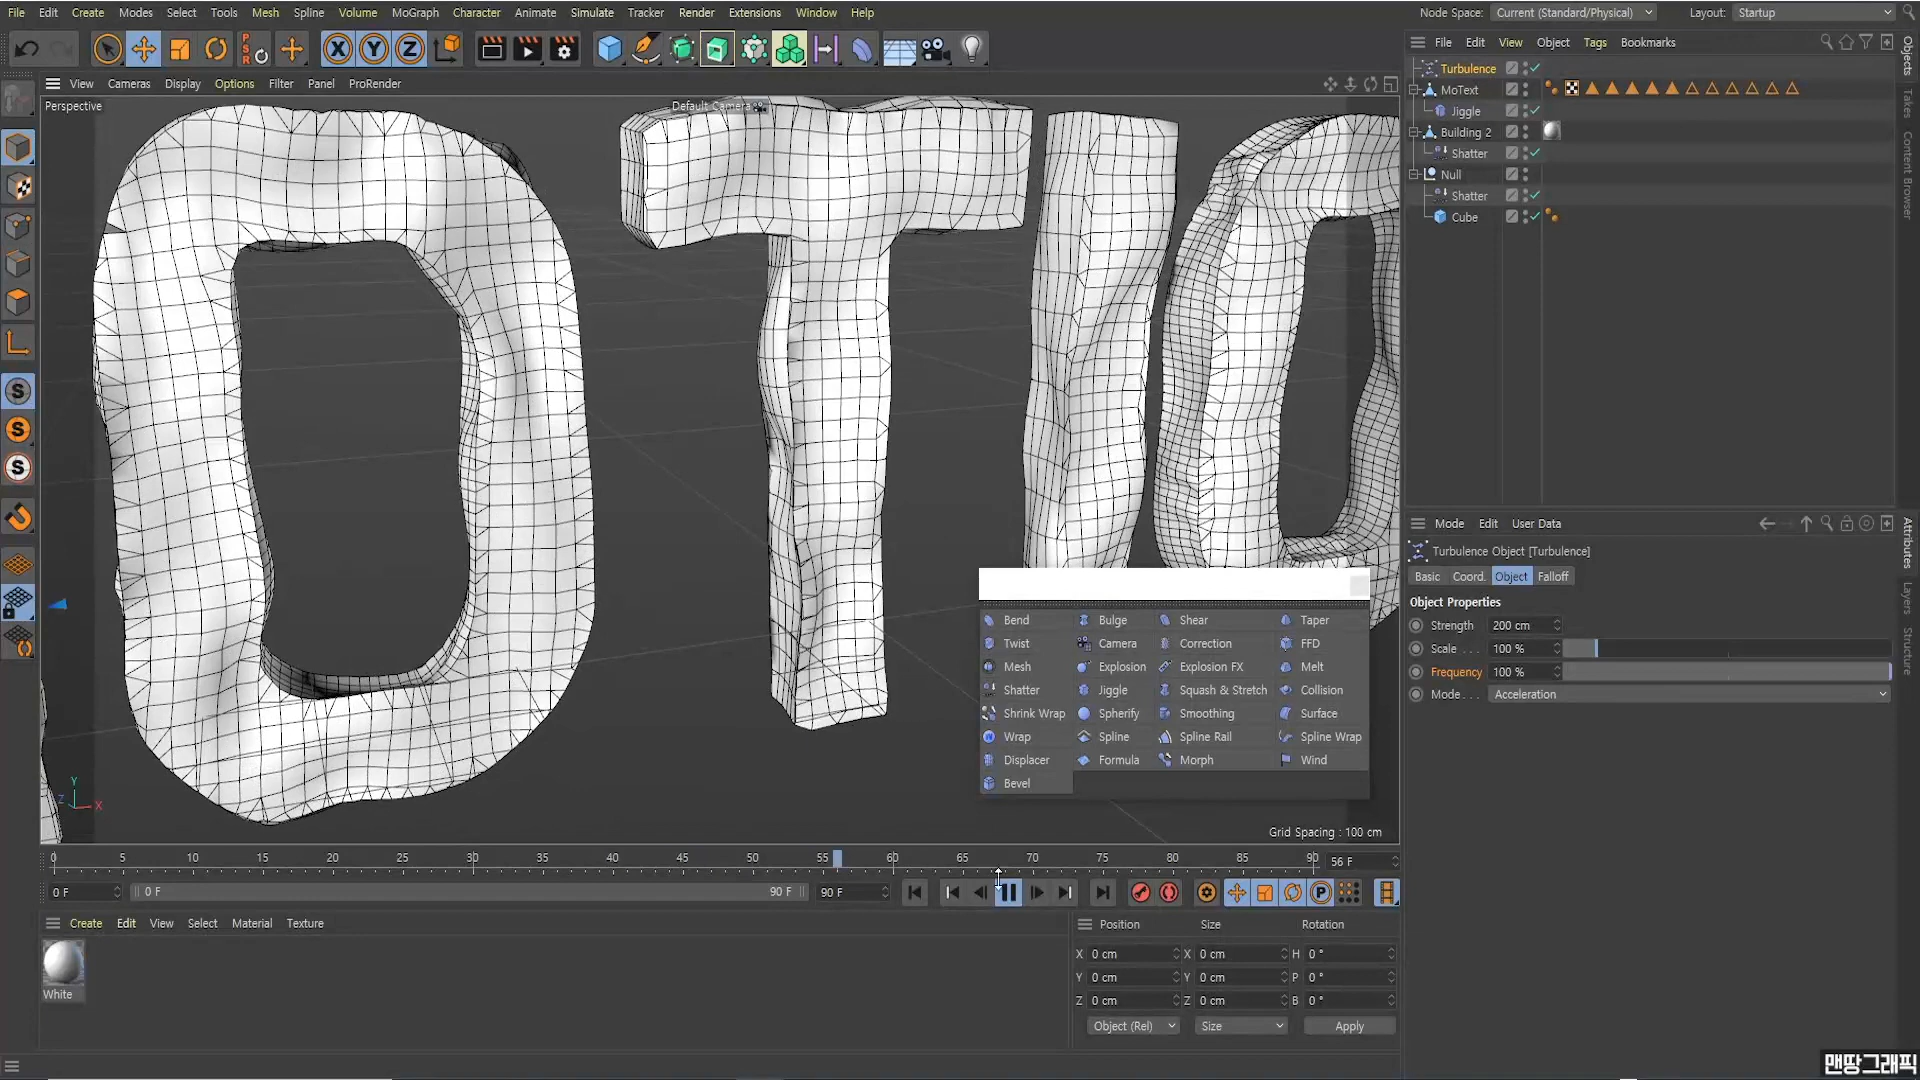 File Edit Create Modes Select Tools Mesh Spline Volume MoGraph Character Animate Simulate Tracker Render Extensions Window Help Node Space: Current (Standard/Physical) Layout: Startup
PSR X Y Z
File Edit View Object Tags Bookmarks
View Cameras Display Options Filter Panel ProRender
Perspective
Default Camera
Turbulence
MoText
Jiggle
Building 2
Shatter
Null
Shatter
Cube
Objects
Takes
Content Browser
Mode Edit User Data
Turbulence Object [Turbulence]
Basic Coord. Object Falloff
Object Properties
Strength 200 cm
Scale . . . 100 %
Frequency 100 %
Mode . . . Acceleration
Attributes
Layers
Structure
Bend Bulge Shear Taper
Twist Camera Correction FFD
Mesh Explosion Explosion FX Melt
Shatter Jiggle Squash & Stretch Collision
Shrink Wrap Spherify Smoothing Surface
Wrap Spline Spline Rail Spline Wrap
Displacer Formula Morph Wind
Bevel
Y
Z X
Grid Spacing : 100 cm
0 5 10 15 20 25 30 35 40 45 50 55 60 65 70 75 80 85 90 56 F
0 F 0 F 90 F 90 F
P
Create Edit View Select Material Texture
White
Position Size Rotation
X 0 cm X 0 cm H 0 °
Y 0 cm Y 0 cm P 0 °
Z 0 cm Z 0 cm B 0 °
Object (Rel) Size Apply
맨땅그래픽